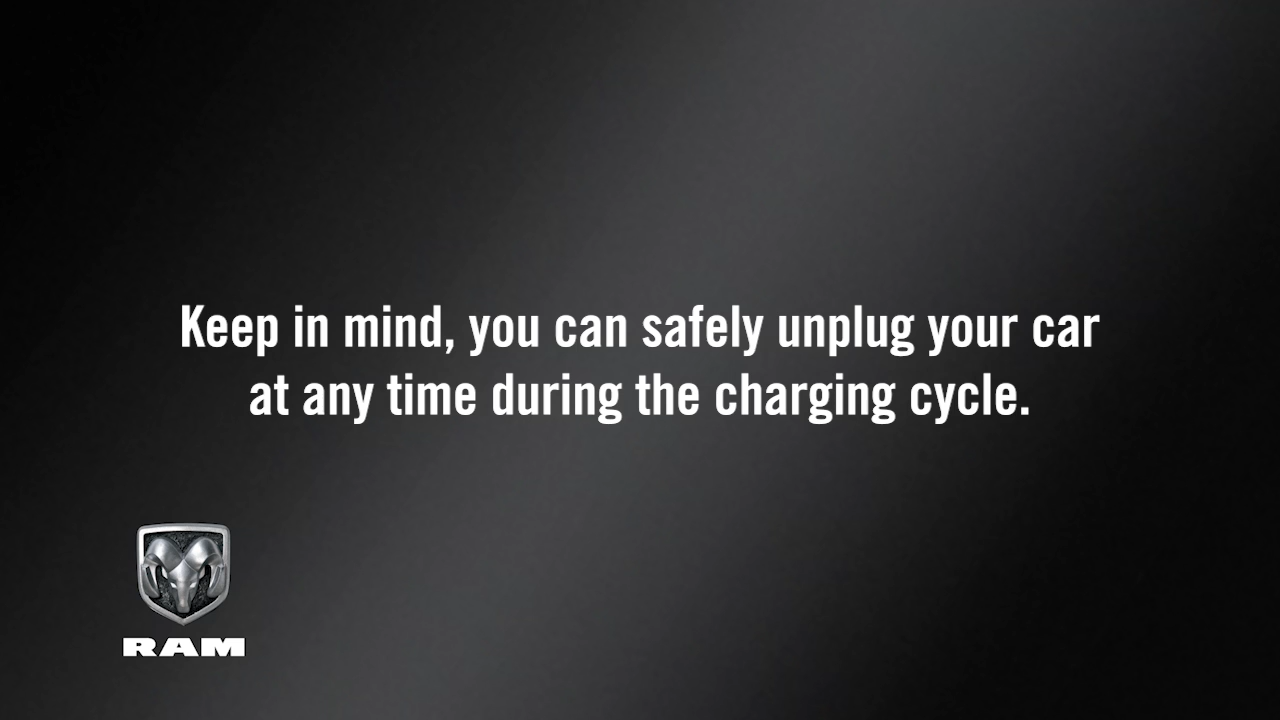 Keep in mind, you can safely unplug your car
at any time during the charging cycle.
RAM